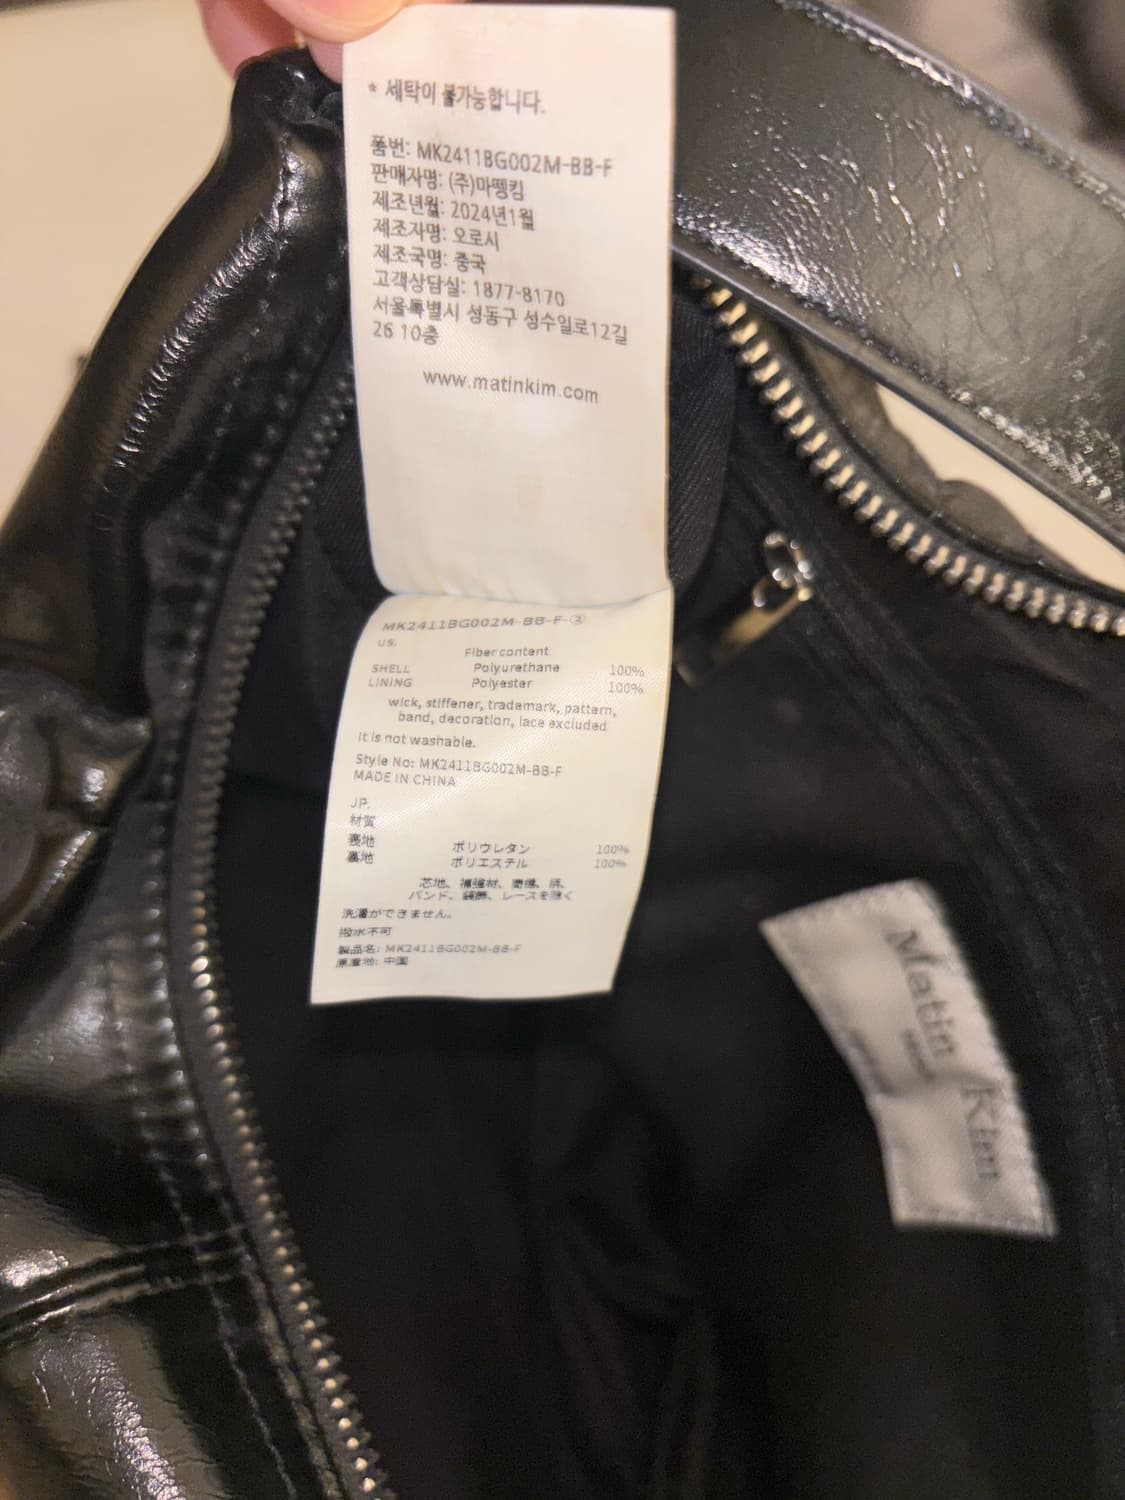 * 세탁이 불가능합니다.
품번: MK2411BG002M-BB-F
판매자명: (주)마뗑킴
제조년월: 2024년1월
제조자명: 오로시
제조국명: 중국
고객상담실: 1877-8170
서울특별시 성동구 성수일로12길
26 10층
www.matinkim.com
MK2411BG002M-BB-F-②
US.
Fiber content
SHELL Polyurethane 100%
LINING Polyester 100%
wick, stiffener, trademark, pattern,
band, decoration, lace excluded
It is not washable.
Style No: MK2411BG002M-BB-F
MADE IN CHINA
JP.
材質
表地 ポリウレタン 100%
裏地 ポリエステル 100%
芯地、補強材、商標、柄、
バンド、装飾、レースを除く
洗濯ができません。
撥水不可
製品名: MK2411BG002M-BB-F
原産地: 中国
Matin Kim